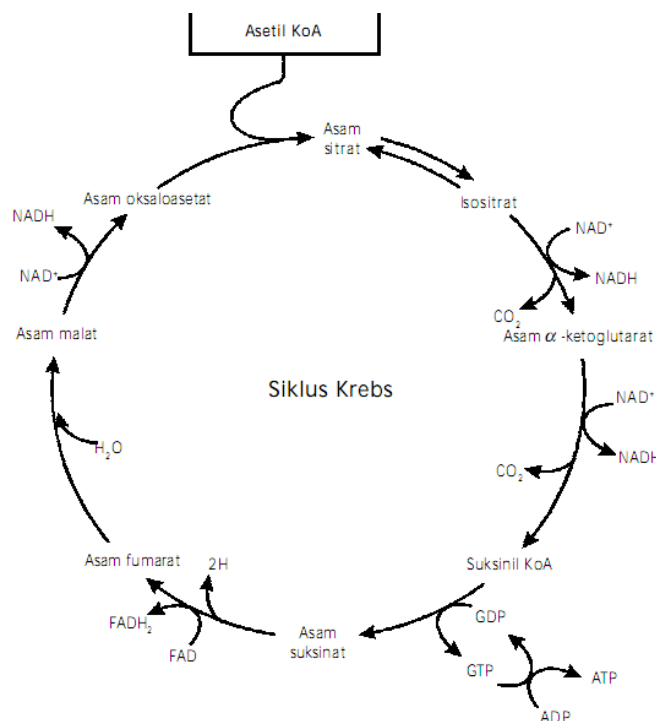 Asetil KoA
Asam
sitrat
Asam oksaloasetat
Isositrat
NADH
NAD⁺
NAD⁺
NADH
CO₂
Asam malat
Asam α -ketoglutarat
Siklus Krebs
NAD⁺
H₂O
CO₂
NADH
Asam fumarat
2H
Suksinil KoA
FADH₂
GDP
FAD
Asam
suksinat
GTP
ATP
ADP